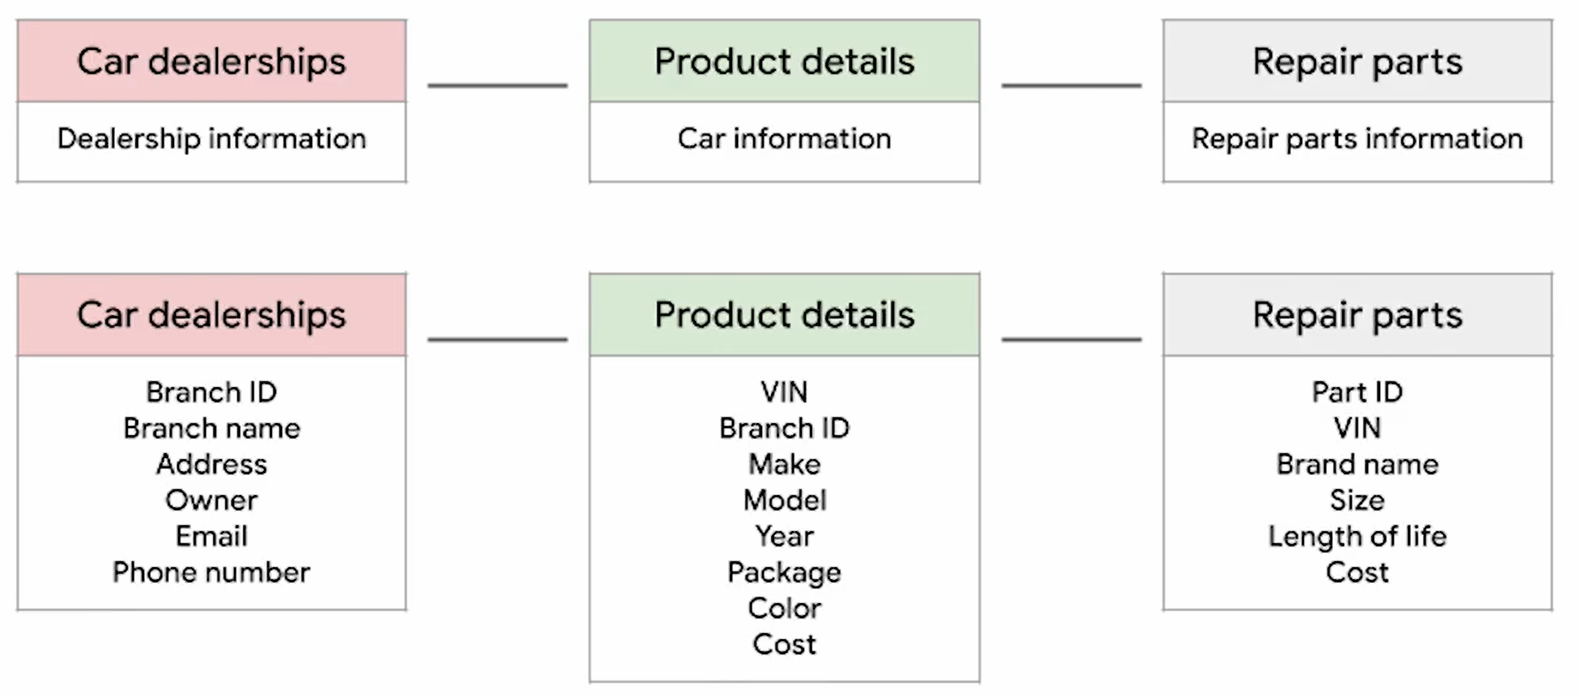 Car dealerships
Dealership information
Product details
Car information
Repair parts
Repair parts information
Car dealerships
Branch ID
Branch name
Address
Owner
Email
Phone number
Product details
VIN
Branch ID
Make
Model
Year
Package
Color
Cost
Repair parts
Part ID
VIN
Brand name
Size
Length of life
Cost